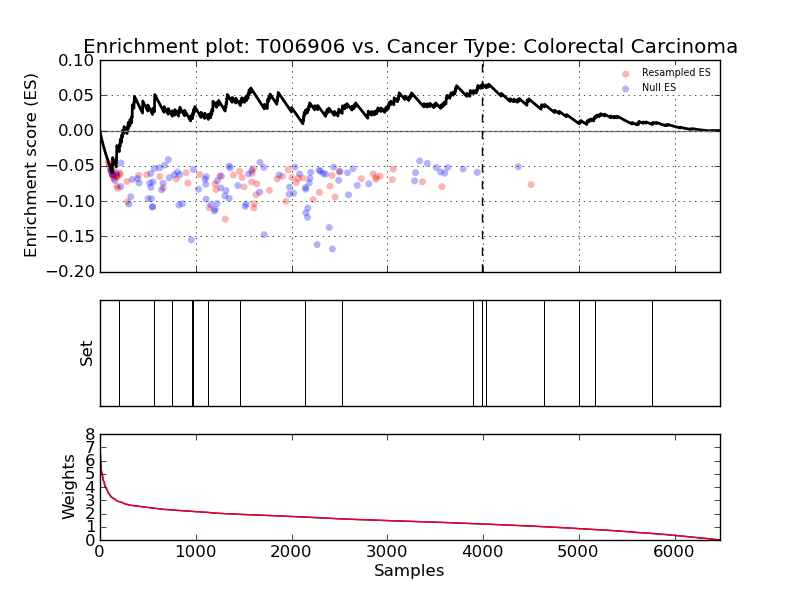 Enrichment plot: T006906 vs. Cancer Type: Colorectal Carcinoma
0.10
0.05
0.00
−0.05
−0.10
−0.15
−0.20
Enrichment score (ES)
Resampled ES
Null ES
Set
8
7
6
5
4
3
2
1
0
Weights
0 1000 2000 3000 4000 5000 6000
Samples